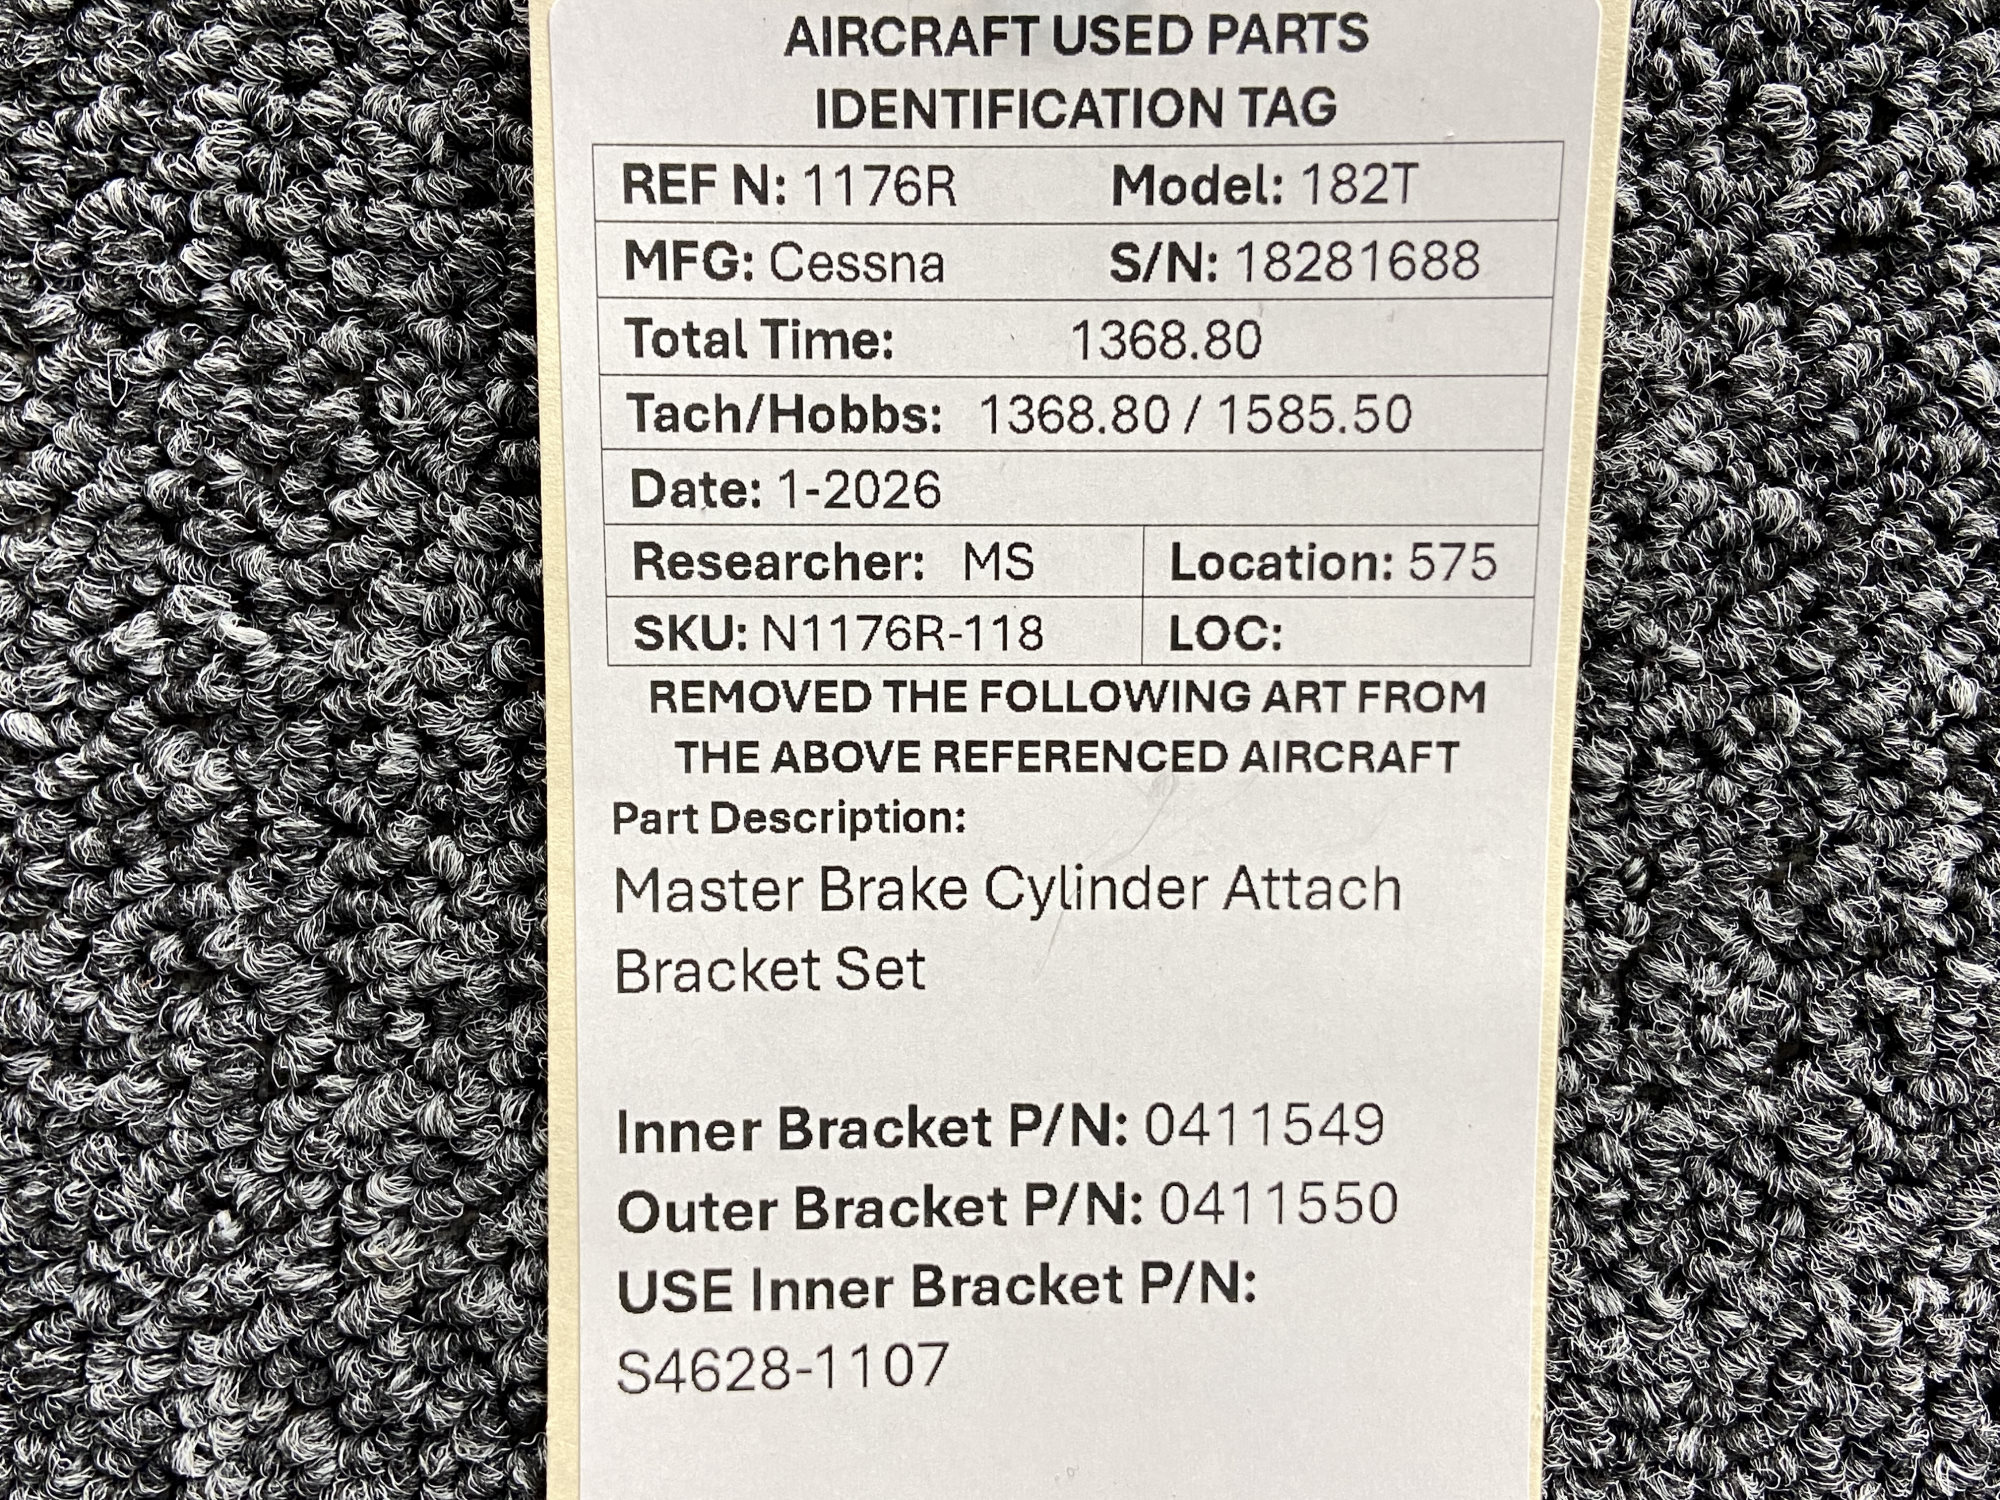 AIRCRAFT USED PARTS
IDENTIFICATION TAG
REF N: 1176R Model: 182T
MFG: Cessna S/N: 18281688
Total Time: 1368.80
Tach/Hobbs: 1368.80 / 1585.50
Date: 1-2026
Researcher: MS Location: 575
SKU: N1176R-118 LOC:
REMOVED THE FOLLOWING ART FROM
THE ABOVE REFERENCED AIRCRAFT
Part Description:
Master Brake Cylinder Attach
Bracket Set
Inner Bracket P/N: 0411549
Outer Bracket P/N: 0411550
USE Inner Bracket P/N:
S4628-1107